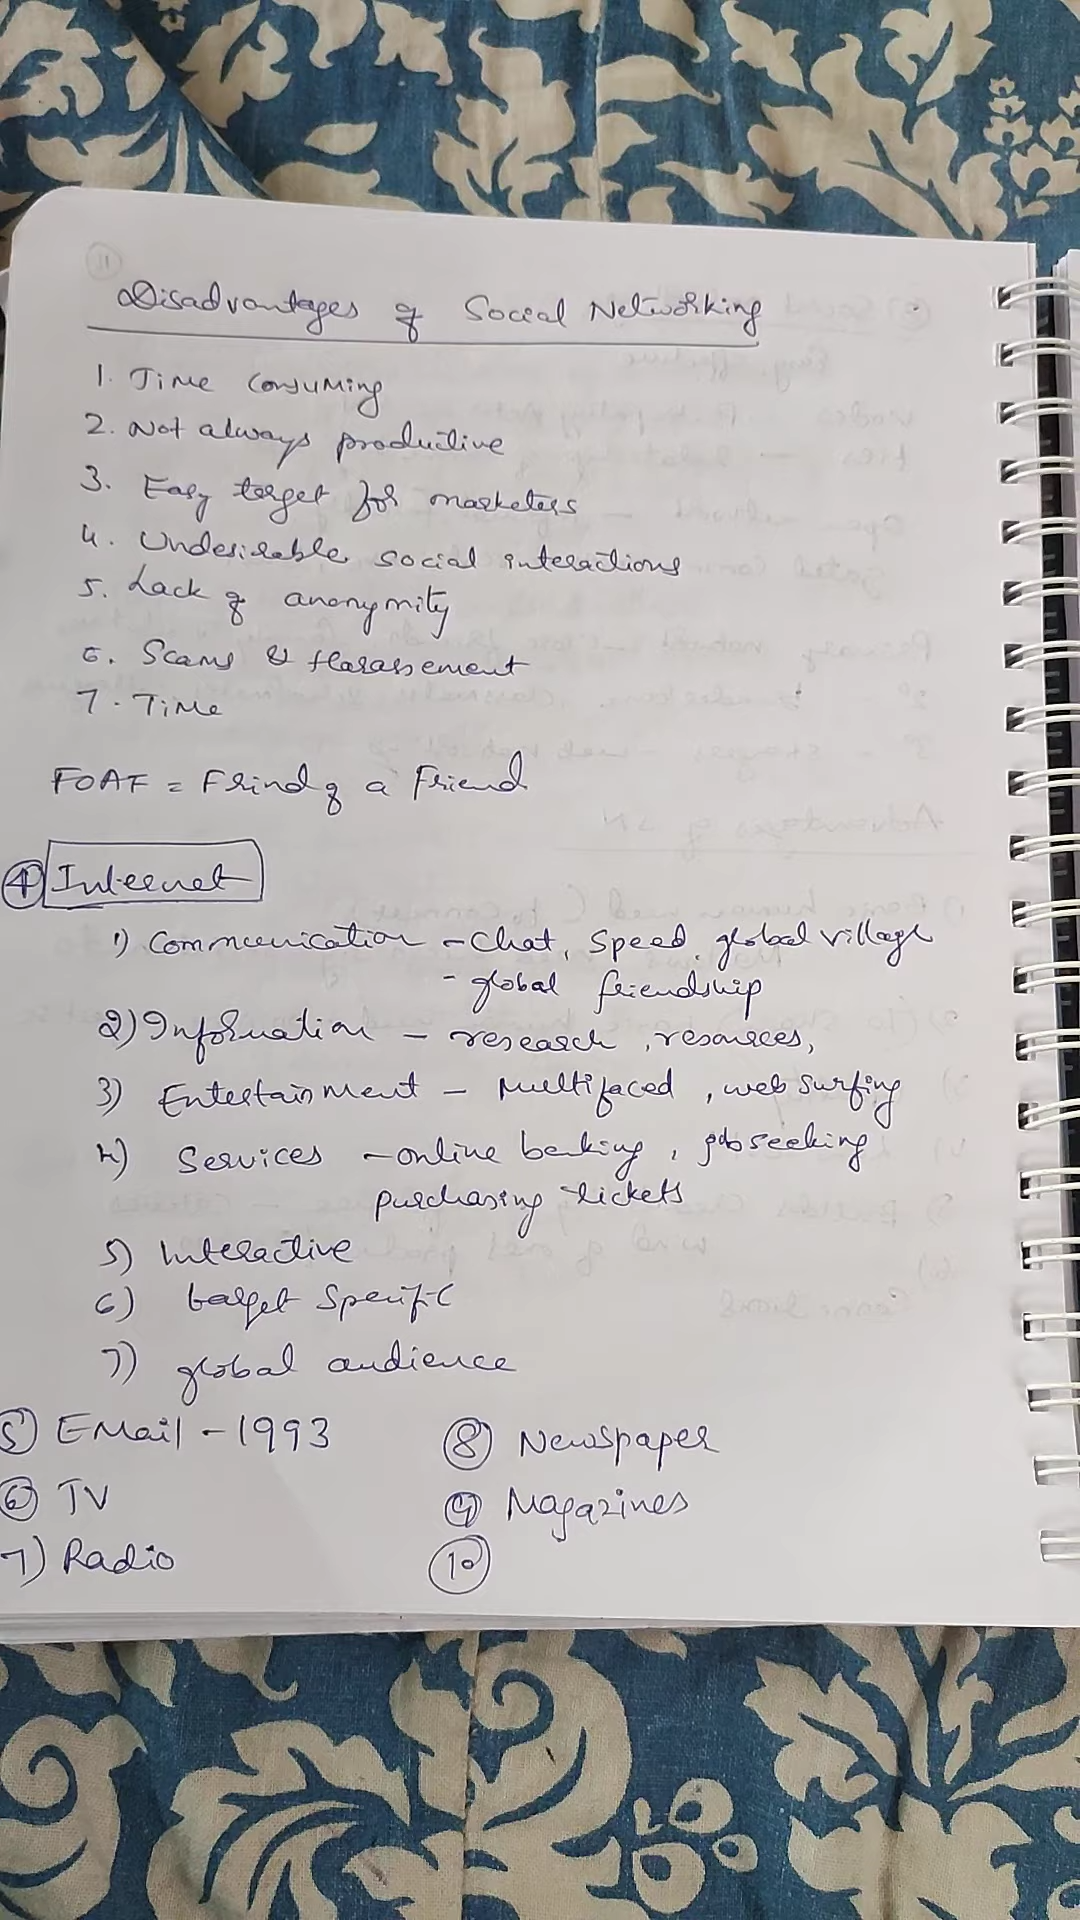 11
Disadvantages of Social Networking
1. Time Consuming
2. Not always productive
3. Easy target for marketers
4. Undesirable social interactions
5. Lack of anonymity
6. Scams & Harassement
7. Time
FOAF = Frind of a Friend
④ Internet
1) Communication - Chat, Speed, global village
- global friendship
2) Information - research, resources,
3) Entertainment - Multifaced, web surfing
4) Services - online banking, job seeking
purchasing tickets
5) Interactive
6) target Specific
7) global audience
⑤ EMail - 1993
⑥ TV
7) Radio
⑧ Newspaper
⑨ Magazines
⑩